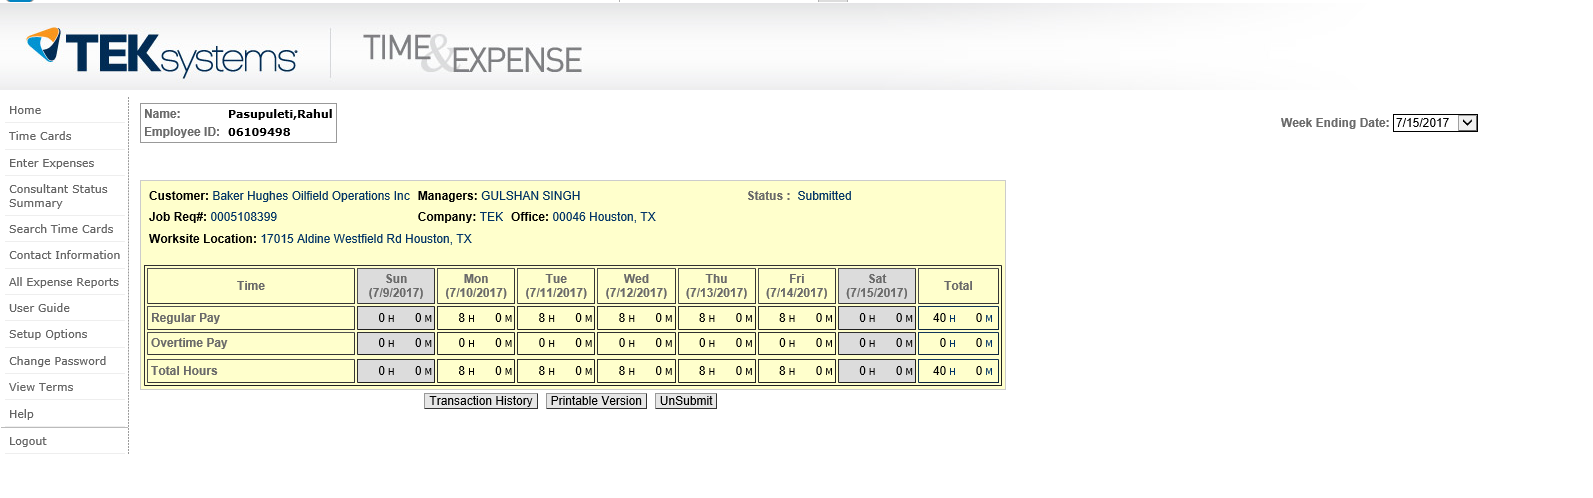 TEKsystems TIME & EXPENSE
Home
Time Cards
Enter Expenses
Consultant Status
Summary
Search Time Cards
Contact Information
All Expense Reports
User Guide
Setup Options
Change Password
View Terms
Help
Logout
Name: Pasupuleti,Rahul
Employee ID: 06109498
Week Ending Date: 7/15/2017
Customer: Baker Hughes Oilfield Operations Inc Managers: GULSHAN SINGH Status : Submitted
Job Req#: 0005108399 Company: TEK Office: 00046 Houston, TX
Worksite Location: 17015 Aldine Westfield Rd Houston, TX
Time Sun Mon Tue Wed Thu Fri Sat Total
(7/9/2017) (7/10/2017) (7/11/2017) (7/12/2017) (7/13/2017) (7/14/2017) (7/15/2017)
Regular Pay 0 H 0 M 8 H 0 M 8 H 0 M 8 H 0 M 8 H 0 M 8 H 0 M 0 H 0 M 40 H 0 M
Overtime Pay 0 H 0 M 0 H 0 M 0 H 0 M 0 H 0 M 0 H 0 M 0 H 0 M 0 H 0 M 0 H 0 M
Total Hours 0 H 0 M 8 H 0 M 8 H 0 M 8 H 0 M 8 H 0 M 8 H 0 M 0 H 0 M 40 H 0 M
Transaction History Printable Version UnSubmit